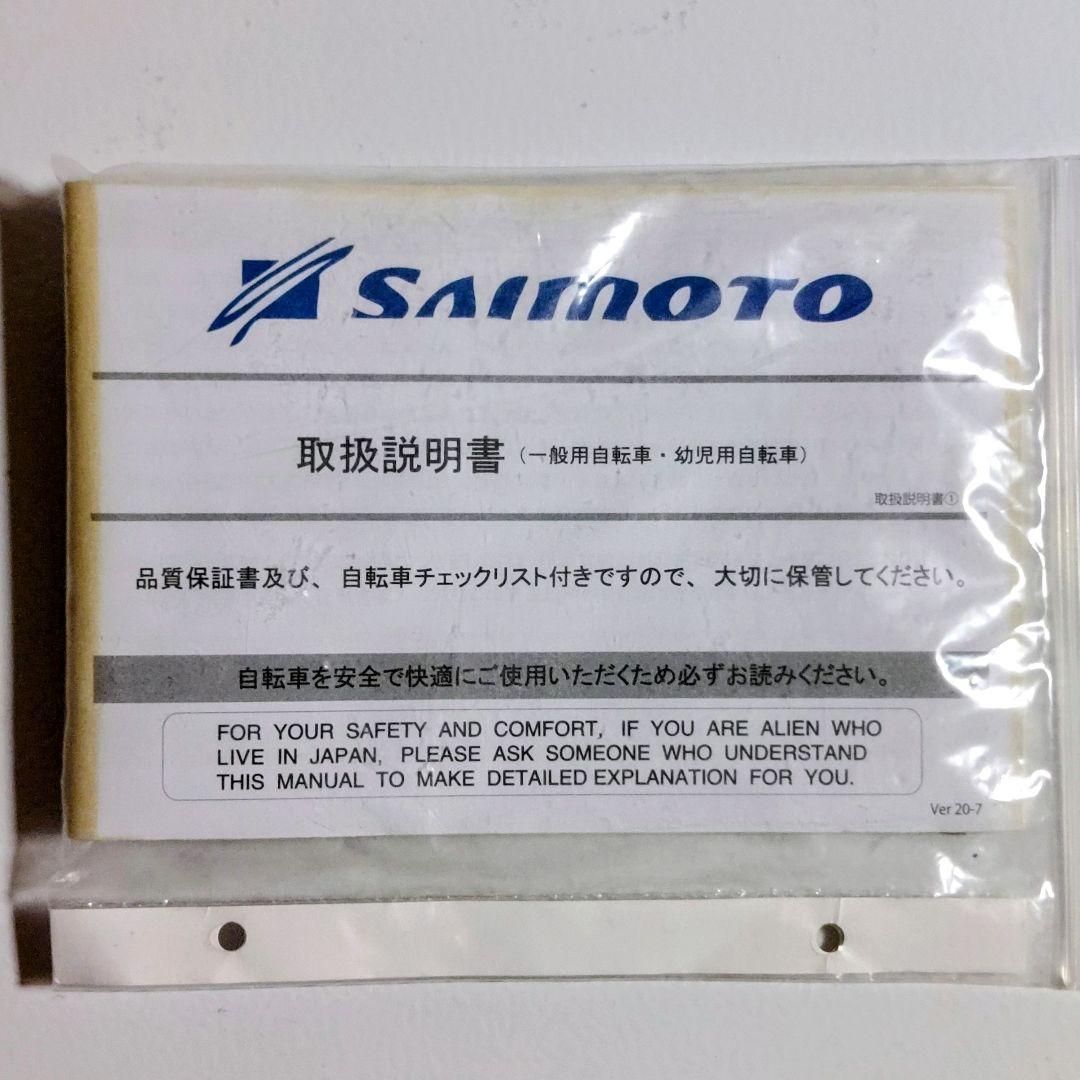 SAIMOTO
取扱説明書（一般用自転車・幼児用自転車）
取扱説明書①
品質保証書及び、自転車チェックリスト付きですので、大切に保管してください。
自転車を安全で快適にご使用いただくため必ずお読みください。
FOR YOUR SAFETY AND COMFORT, IF YOU ARE ALIEN WHO
LIVE IN JAPAN, PLEASE ASK SOMEONE WHO UNDERSTAND
THIS MANUAL TO MAKE DETAILED EXPLANATION FOR YOU.
Ver 20-7